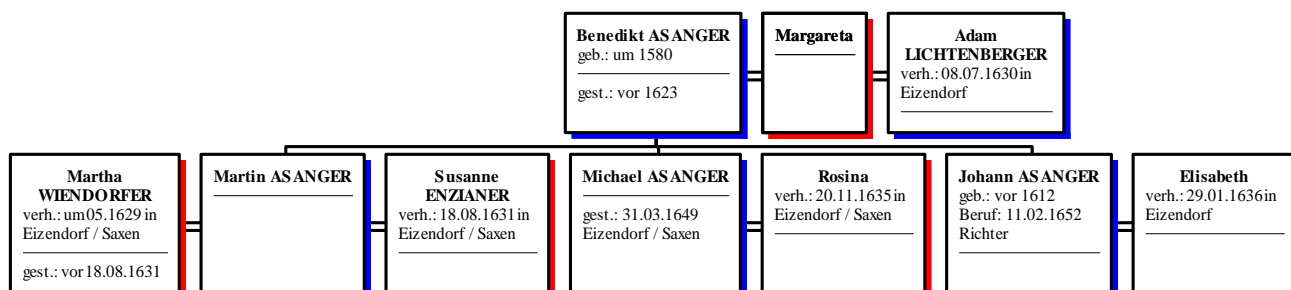 Benedikt ASANGER
geb.: um 1580
gest.: vor 1623
Margareta
Adam
LICHTENBERGER
verh.: 08.07.1630 in
Eizendorf
Martha
WIENDORFER
verh.: um 05.1629 in
Eizendorf / Saxen
gest.: vor 18.08.1631
Martin ASANGER
Susanne
ENZIANER
verh.: 18.08.1631 in
Eizendorf / Saxen
Michael ASANGER
gest.: 31.03.1649
Eizendorf / Saxen
Rosina
verh.: 20.11.1635 in
Eizendorf / Saxen
Johann ASANGER
geb.: vor 1612
Beruf: 11.02.1652
Richter
Elisabeth
verh.: 29.01.1636 in
Eizendorf